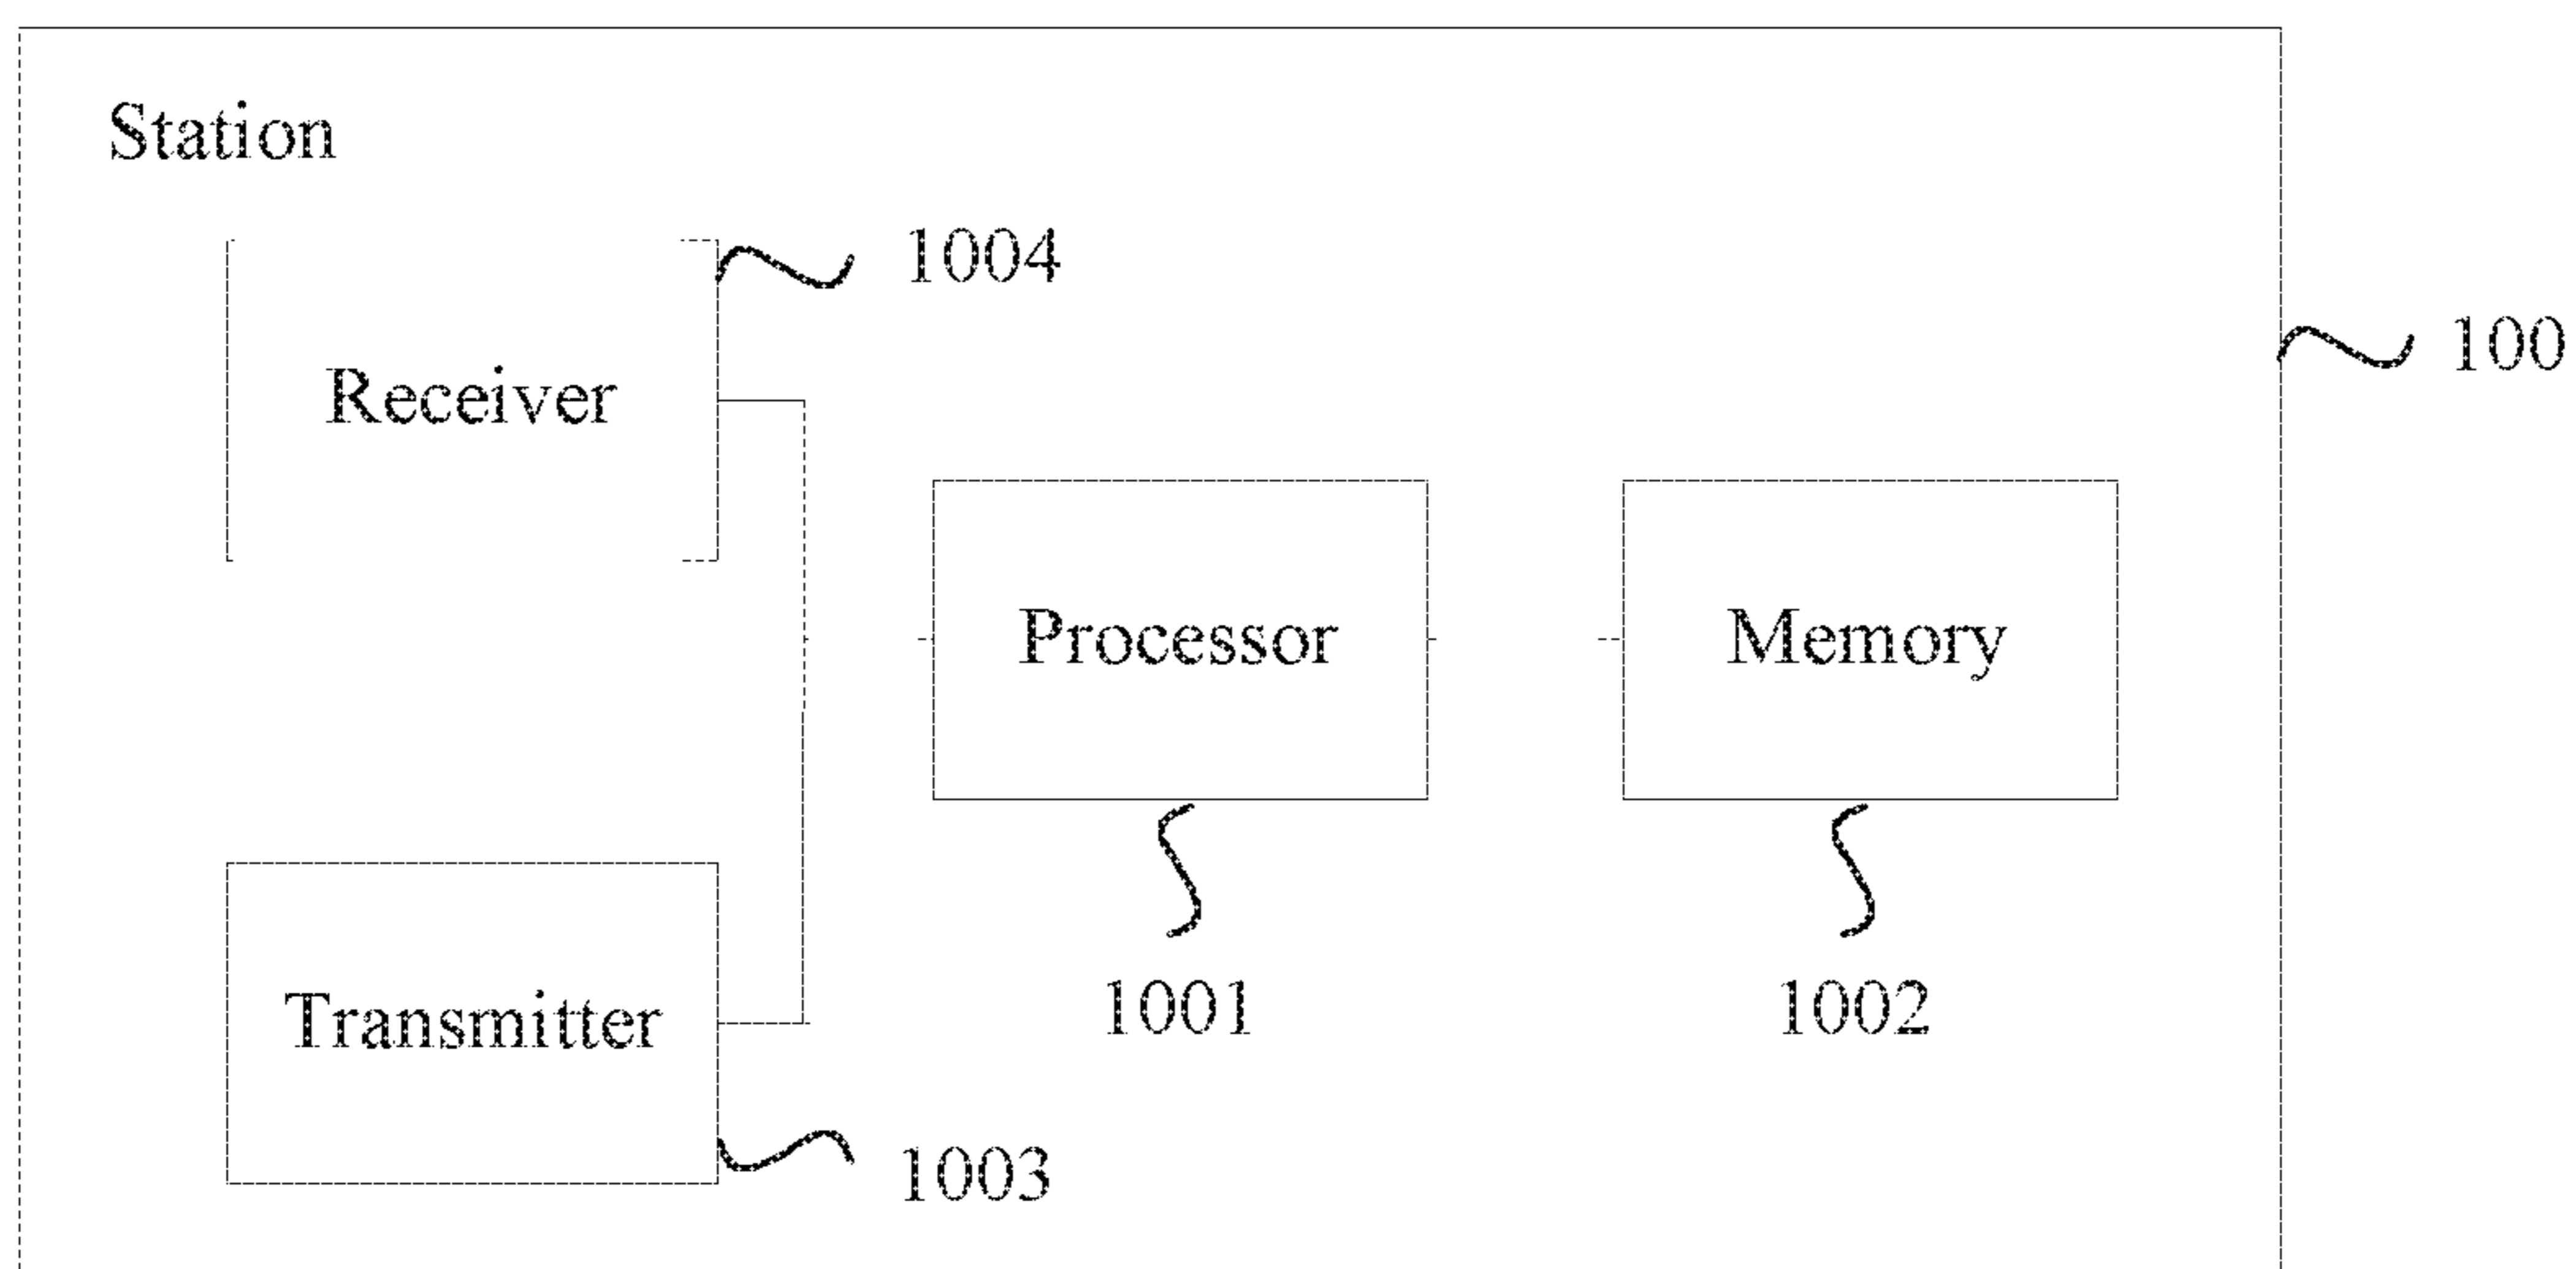 Station
1004
100
Receiver
Processor
Memory
1001
1002
Transmitter
1003